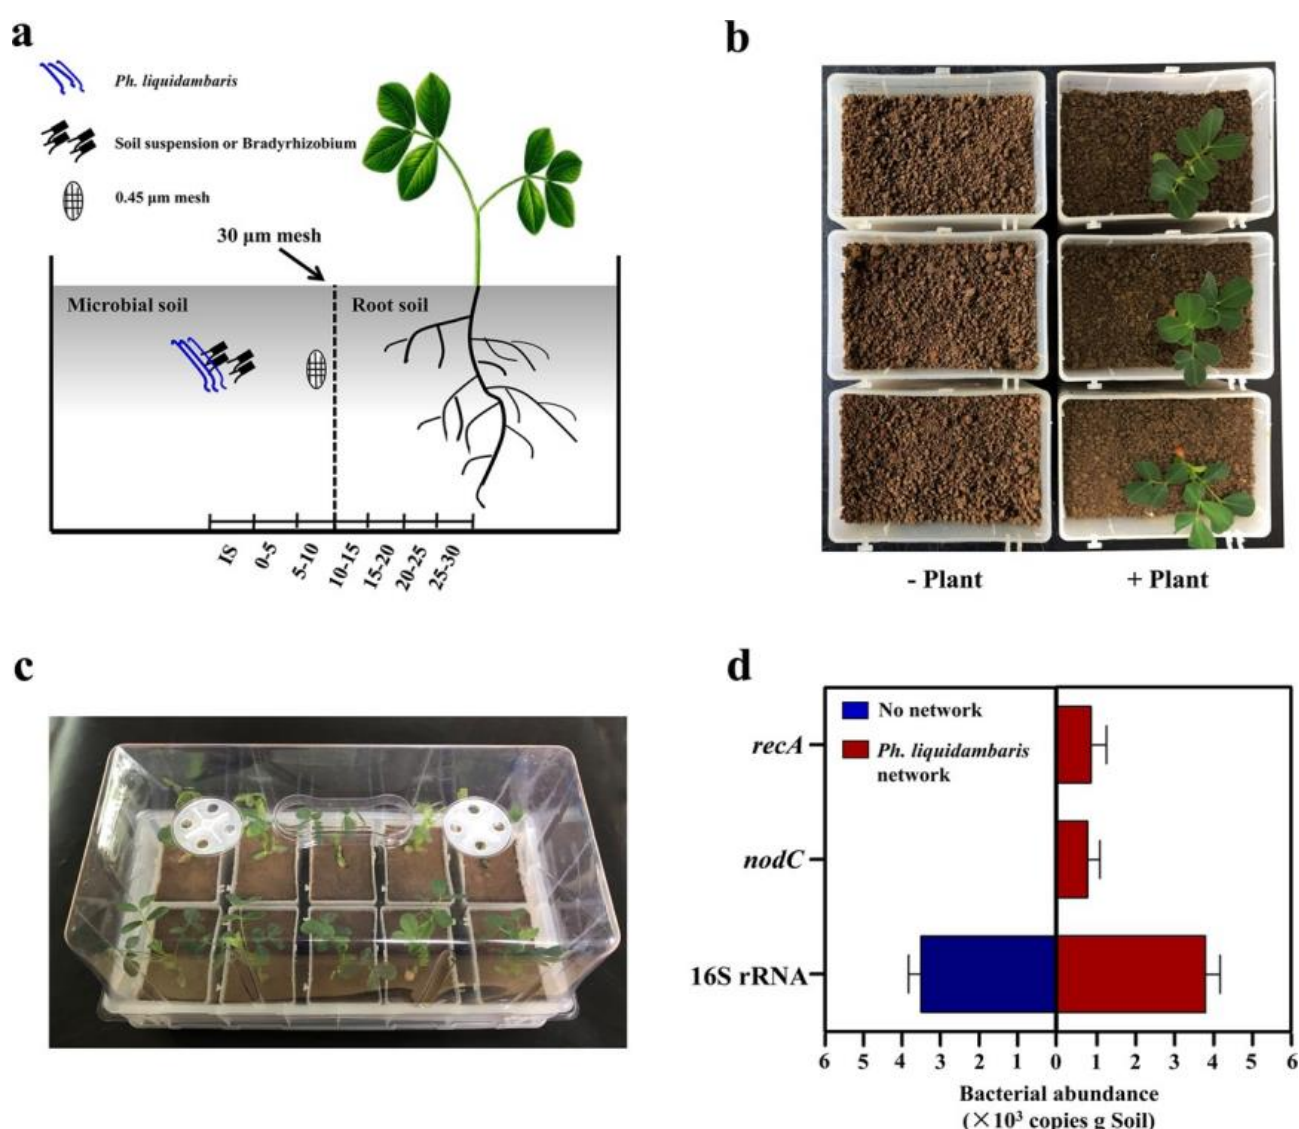 a
Ph. liquidambaris
Soil suspension or Bradyrhizobium
0.45 μm mesh
30 μm mesh
Microbial soil
Root soil
IS
0-5
5-10
10-15
15-20
20-25
25-30
b
- Plant
+ Plant
c
d
No network
Ph. liquidambaris
network
recA
nodC
16S rRNA
6 5 4 3 2 1 0 1 2 3 4 5 6
Bacterial abundance
(×10³ copies g Soil)